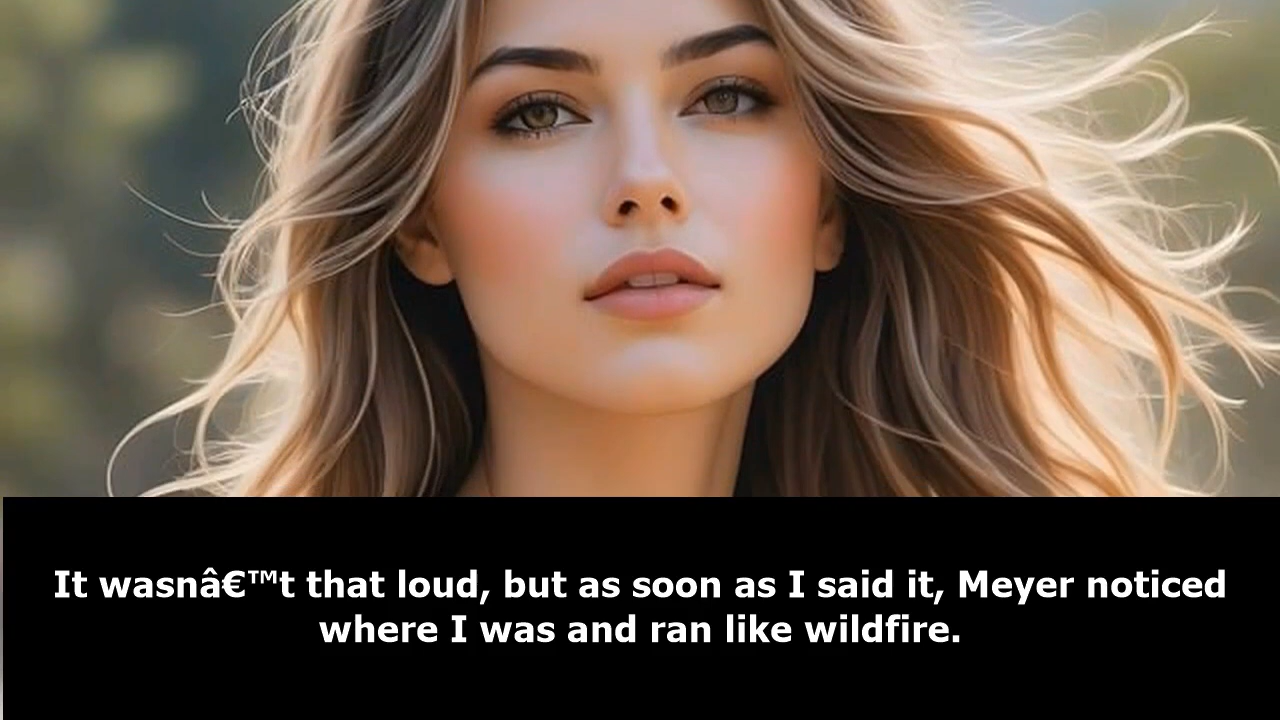 It wasnâ€™t that loud, but as soon as I said it, Meyer noticed
where I was and ran like wildfire.